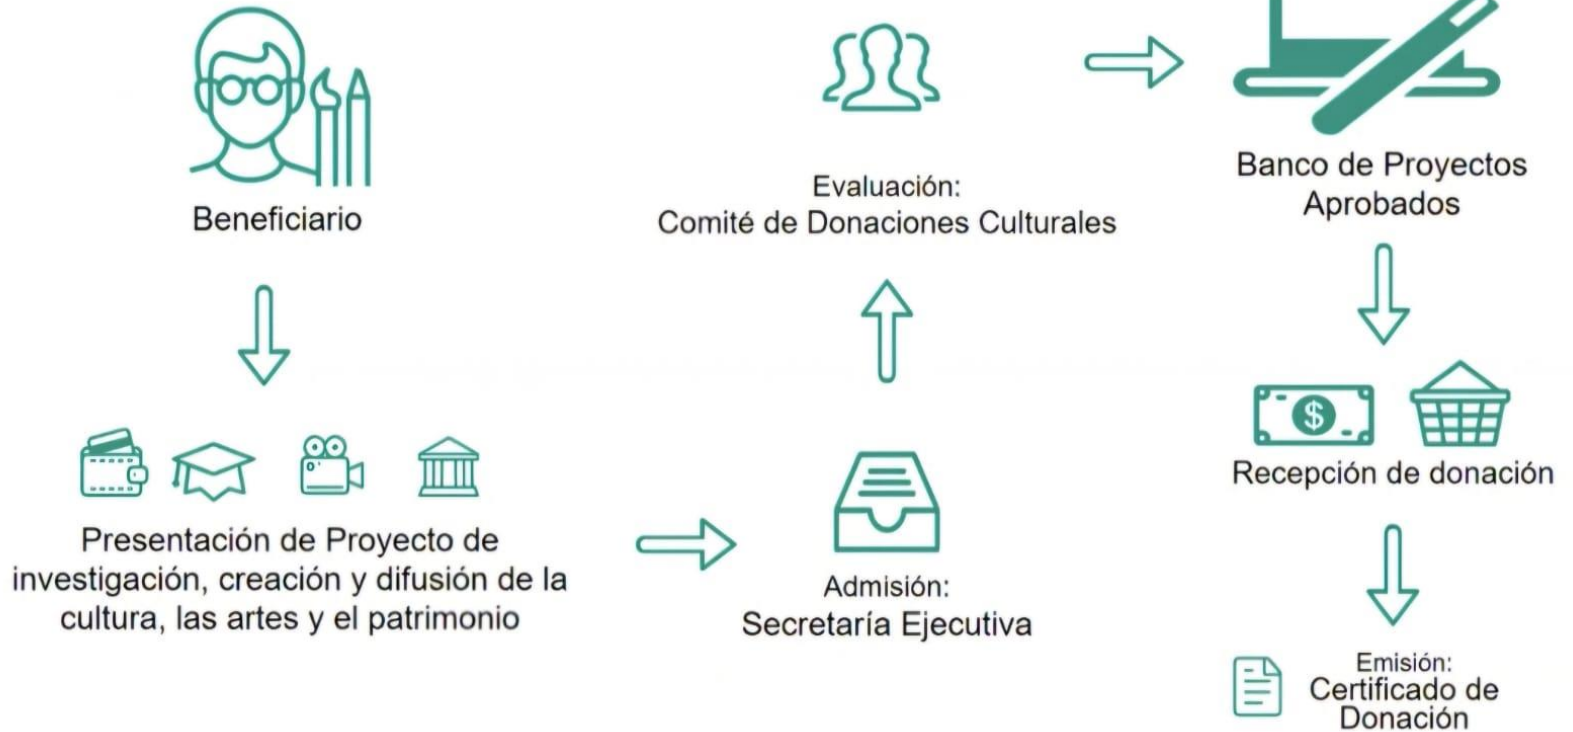 Beneficiario
Presentación de Proyecto de
investigación, creación y difusión de la
cultura, las artes y el patrimonio
Admisión:
Secretaría Ejecutiva
Evaluación:
Comité de Donaciones Culturales
Banco de Proyectos
Aprobados
$
Recepción de donación
Emisión:
Certificado de
Donación